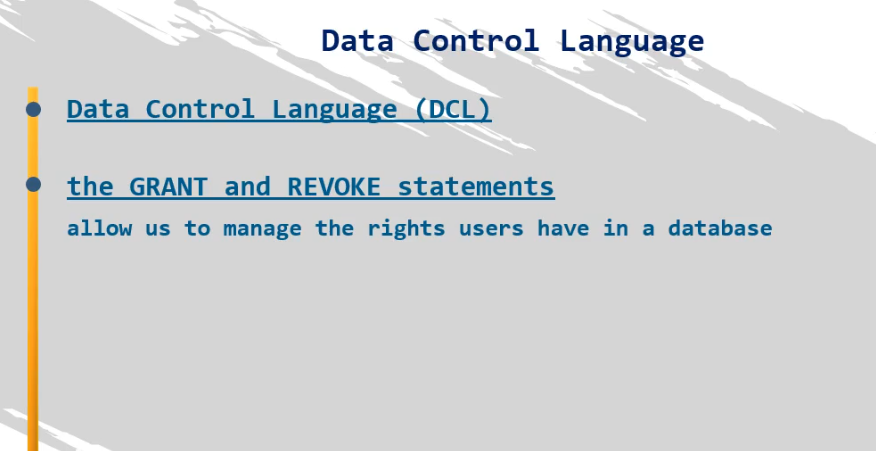 Data Control Language
Data Control Language (DCL)
the GRANT and REVOKE statements
allow us to manage the rights users have in a database